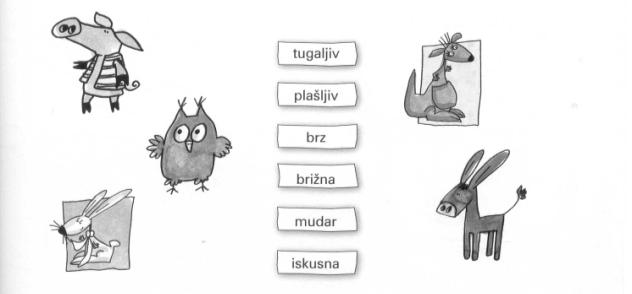 tugaljiv
plašljiv
brz
brižna
mudar
iskusna